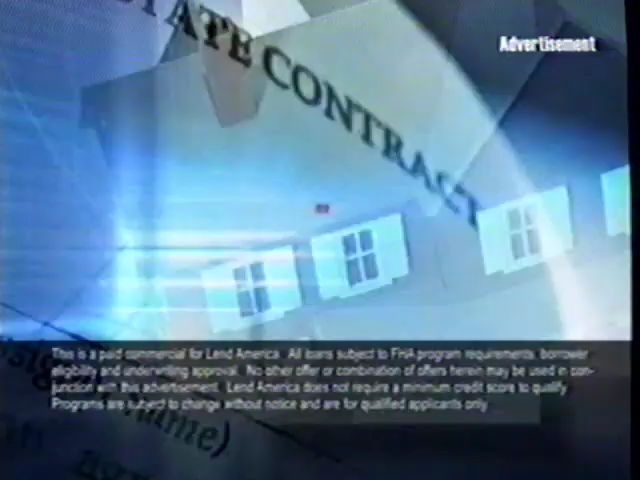 STATE CONTRACT
Advertisement
This is a paid commercial for Lend America. All loans subject to FHA program requirements, borrower
eligibility and underwriting approval. No other offer or combination of offers herein may be used in con-
junction with this advertisement. Lend America does not require a minimum credit score to qualify.
Programs are subject to change without notice and are for qualified applicants only.
name)